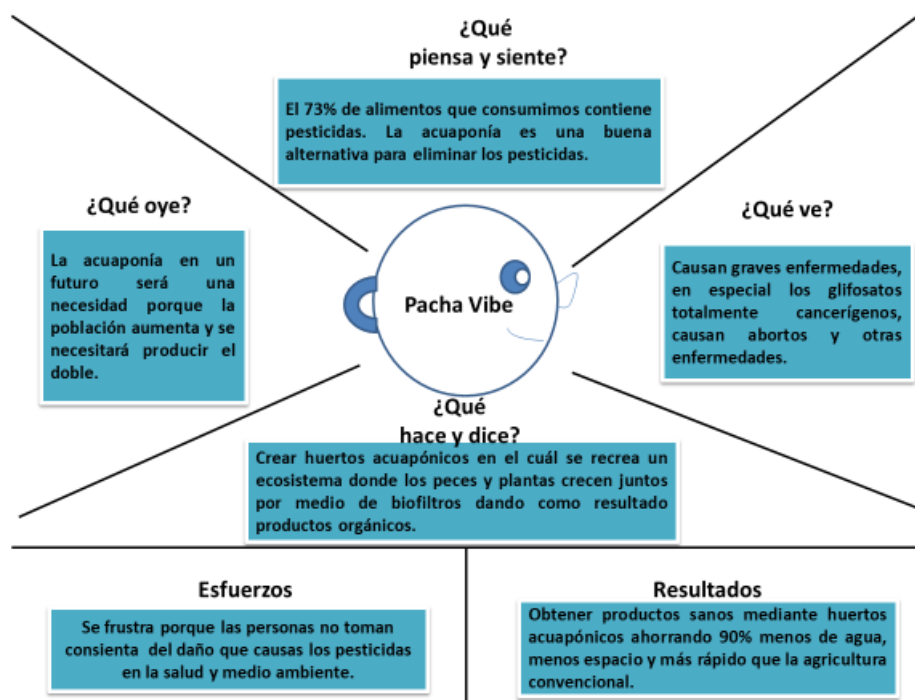 ¿Qué
piensa y siente?
El 73% de alimentos que consumimos contiene
pesticidas. La acuaponía es una buena
alternativa para eliminar los pesticidas.
¿Qué oye?
La acuaponía en un
futuro será una
necesidad porque la
población aumenta y se
necesitará producir el
doble.
¿Qué ve?
Causan graves enfermedades,
en especial los glifosatos
totalmente cancerígenos,
causan abortos y otras
enfermedades.
Pacha Vibe
¿Qué
hace y dice?
Crear huertos acuapónicos en el cuál se recrea un
ecosistema donde los peces y plantas crecen juntos
por medio de biofiltros dando como resultado
productos orgánicos.
Esfuerzos
Se frustra porque las personas no toman
consienta del daño que causas los pesticidas
en la salud y medio ambiente.
Resultados
Obtener productos sanos mediante huertos
acuapónicos ahorrando 90% menos de agua,
menos espacio y más rápido que la agricultura
convencional.